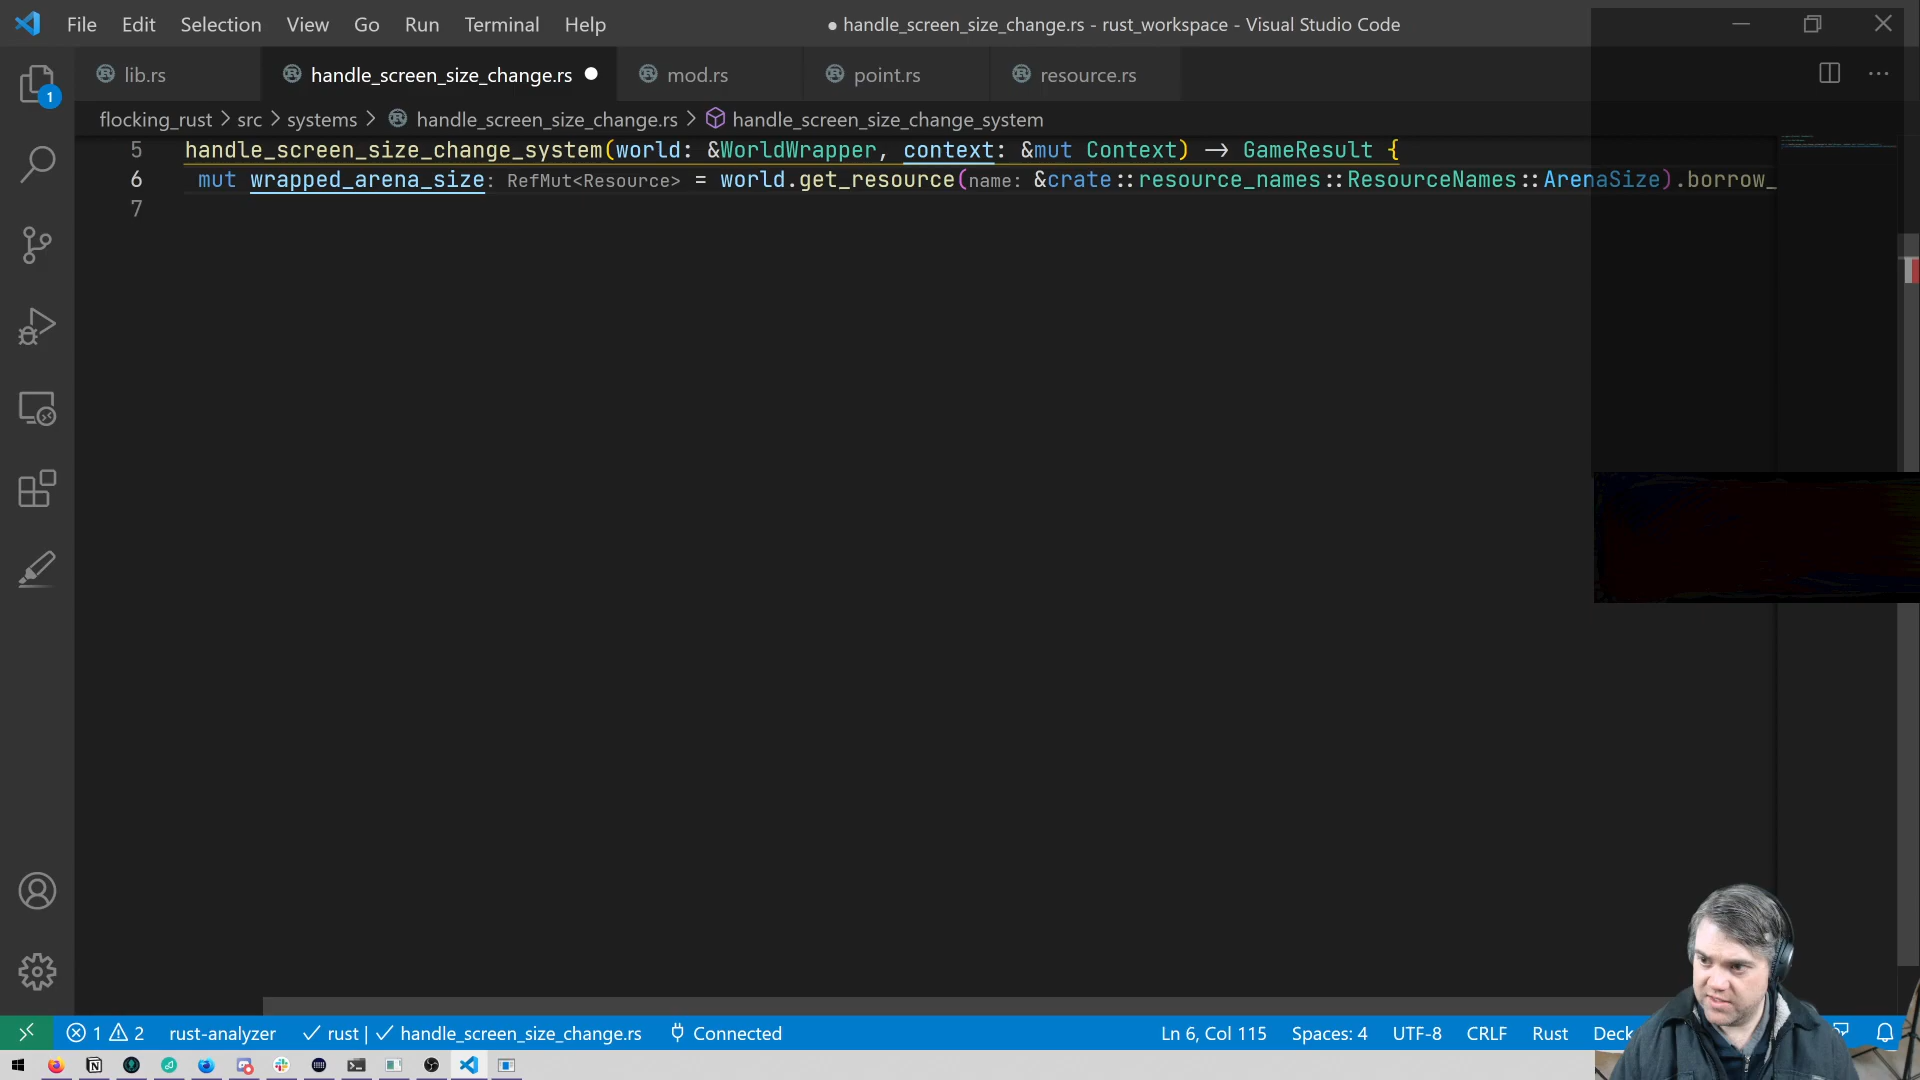 File Edit Selection View Go Run Terminal Help
● handle_screen_size_change.rs - rust_workspace - Visual Studio Code
lib.rs handle_screen_size_change.rs mod.rs point.rs resource.rs
flocking_rust > src > systems > handle_screen_size_change.rs > handle_screen_size_change_system
5 handle_screen_size_change_system(world: &WorldWrapper, context: &mut Context) -> GameResult {
6 mut wrapped_arena_size: RefMut<Resource> = world.get_resource(name: &crate::resource_names::ResourceNames::ArenaSize).borrow_
7
1
1 2 rust-analyzer ✓ rust | ✓ handle_screen_size_change.rs Connected Ln 6, Col 115 Spaces: 4 UTF-8 CRLF Rust Deck